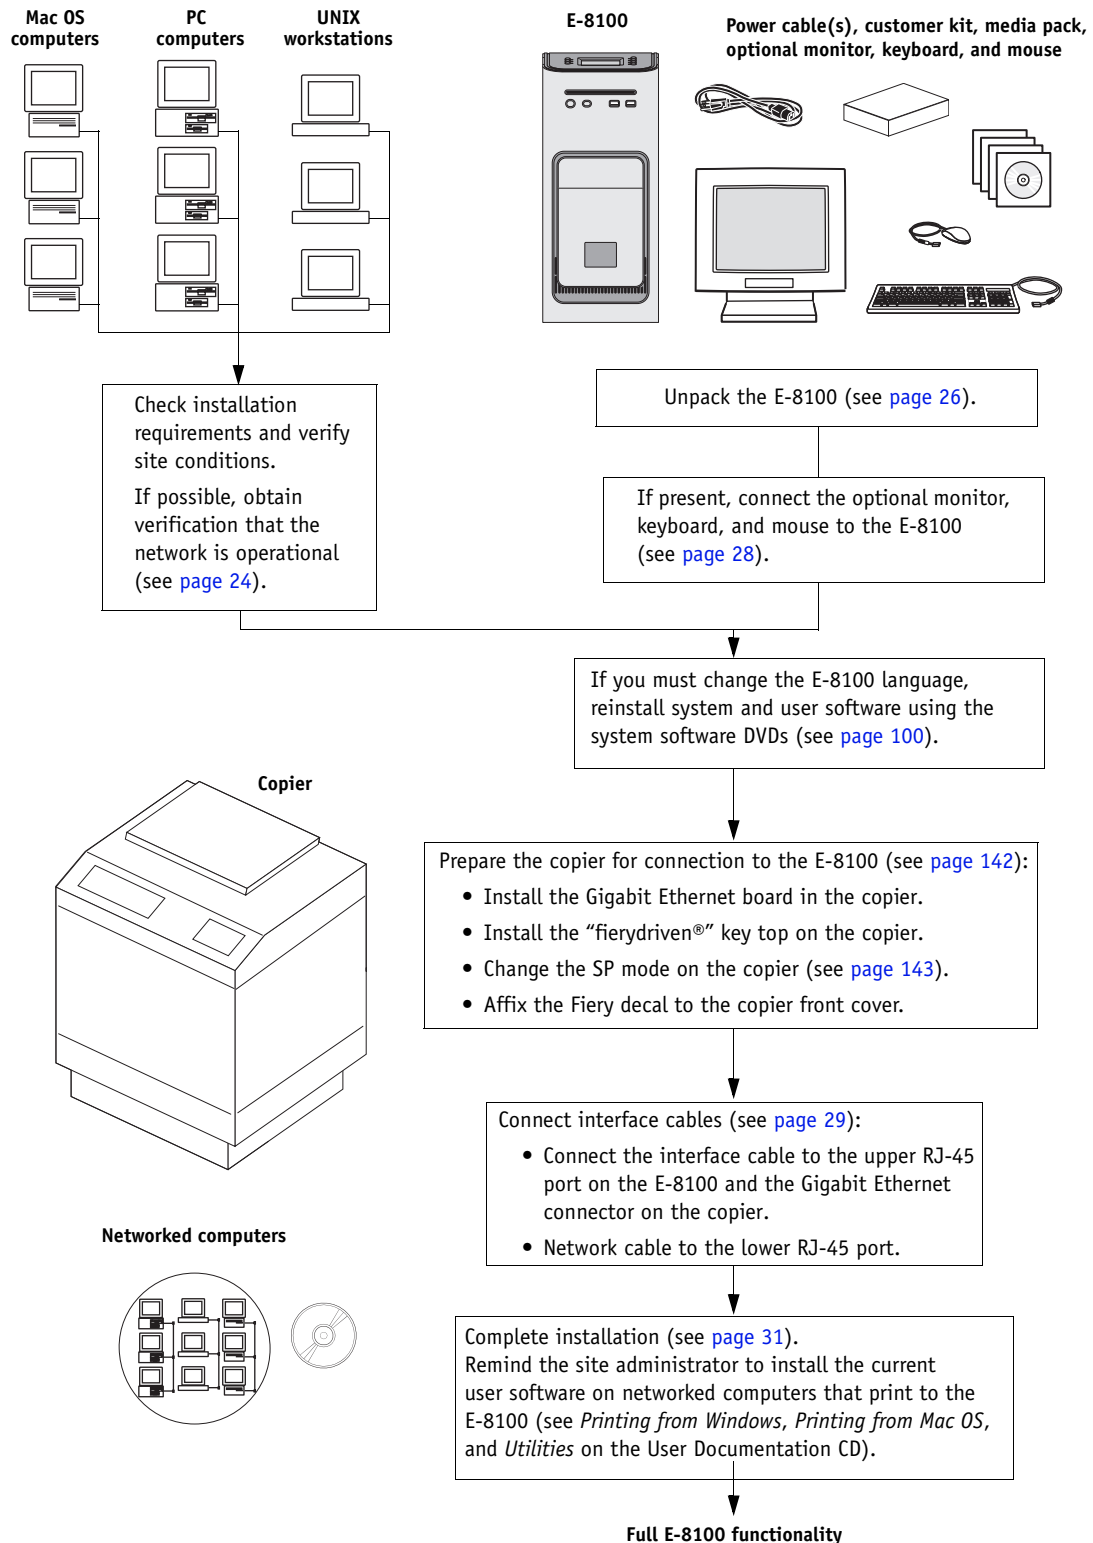 Mac OS
computers
PC
computers
UNIX
workstations
E-8100
Power cable(s), customer kit, media pack,
optional monitor, keyboard, and mouse
Check installation
requirements and verify
site conditions.
If possible, obtain
verification that the
network is operational
(see page 24).
Unpack the E-8100 (see page 26).
If present, connect the optional monitor,
keyboard, and mouse to the E-8100
(see page 28).
If you must change the E-8100 language,
reinstall system and user software using the
system software DVDs (see page 100).
Copier
Prepare the copier for connection to the E-8100 (see page 142):
• Install the Gigabit Ethernet board in the copier.
• Install the “fierydriven®” key top on the copier.
• Change the SP mode on the copier (see page 143).
• Affix the Fiery decal to the copier front cover.
Connect interface cables (see page 29):
• Connect the interface cable to the upper RJ-45
port on the E-8100 and the Gigabit Ethernet
connector on the copier.
• Network cable to the lower RJ-45 port.
Networked computers
Complete installation (see page 31).
Remind the site administrator to install the current
user software on networked computers that print to the
E-8100 (see Printing from Windows, Printing from Mac OS,
and Utilities on the User Documentation CD).
Full E-8100 functionality